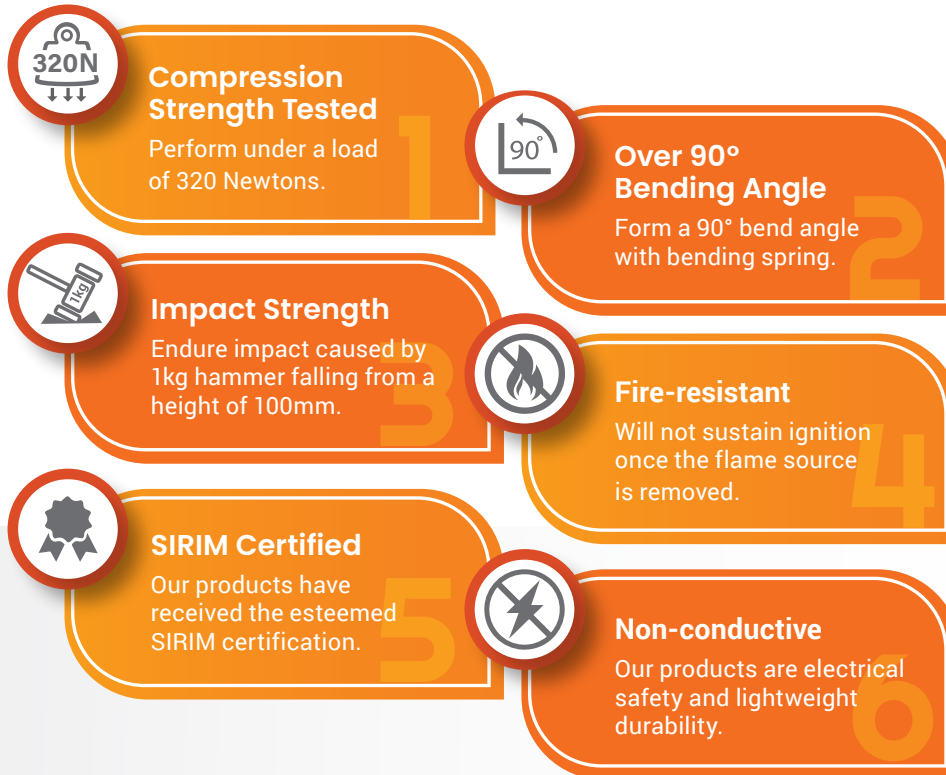 320N
Compression
Strength Tested
Perform under a load
of 320 Newtons.
1
90°
Over 90°
Bending Angle
Form a 90° bend angle
with bending spring.
2
1kg
Impact Strength
Endure impact caused by
1kg hammer falling from a
height of 100mm.
3
Fire-resistant
Will not sustain ignition
once the flame source
is removed.
4
SIRIM Certified
Our products have
received the esteemed
SIRIM certification.
5
Non-conductive
Our products are electrical
safety and lightweight
durability.
6